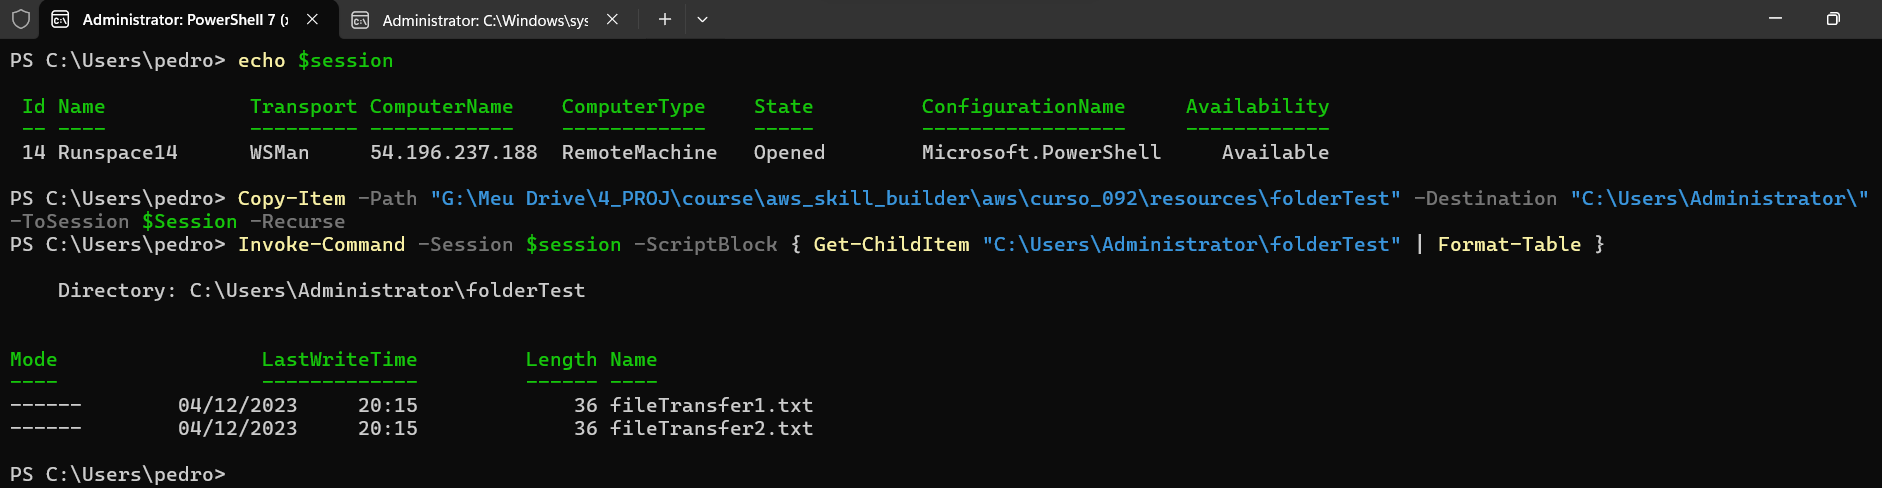 Administrator: PowerShell 7 (x
Administrator: C:\Windows\sys
PS C:\Users\pedro> echo $session
Id Name            Transport ComputerName    ComputerType    State         ConfigurationName     Availability
-- ----            --------- ------------    ------------    -----         -----------------     ------------
14 Runspace14      WSMan     54.196.237.188  RemoteMachine   Opened        Microsoft.PowerShell     Available
PS C:\Users\pedro> Copy-Item -Path "G:\Meu Drive\4_PROJ\course\aws_skill_builder\aws\curso_092\resources\folderTest" -Destination "C:\Users\Administrator\"
-ToSession $Session -Recurse
PS C:\Users\pedro> Invoke-Command -Session $session -ScriptBlock { Get-ChildItem "C:\Users\Administrator\folderTest" | Format-Table }
Directory: C:\Users\Administrator\folderTest
Mode                 LastWriteTime         Length Name
----                 -------------         ------ ----
------        04/12/2023     20:15             36 fileTransfer1.txt
------        04/12/2023     20:15             36 fileTransfer2.txt
PS C:\Users\pedro>